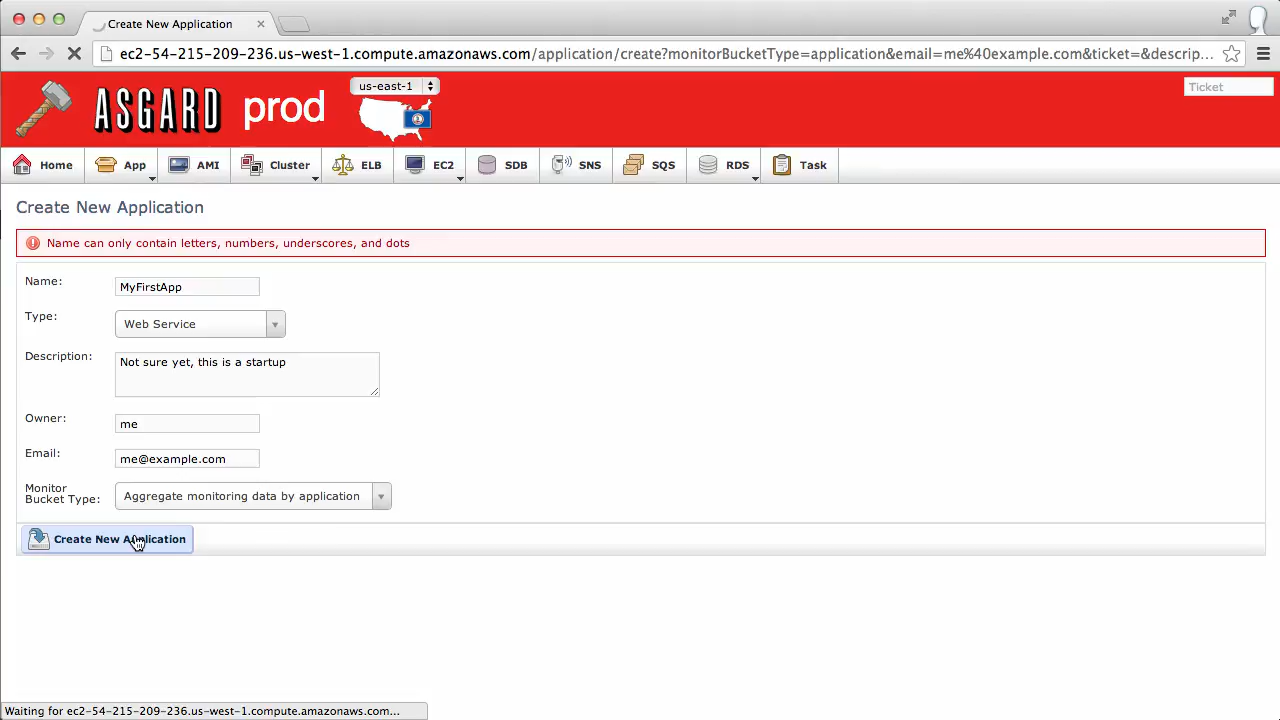 Create New Application
ec2-54-215-209-236.us-west-1.compute.amazonaws.com/application/create?monitorBucketType=application&email=me%40example.com&ticket=&descrip...
ASGARD prod us-east-1 Ticket
1
Home App AMI Cluster ELB EC2 SDB SNS SQS RDS Task
Create New Application
Name can only contain letters, numbers, underscores, and dots
Name: MyFirstApp
Type: Web Service
Description: Not sure yet, this is a startup
Owner: me
Email: me@example.com
Monitor
Bucket Type: Aggregate monitoring data by application
Create New Application
Waiting for ec2-54-215-209-236.us-west-1.compute.amazonaws.com...